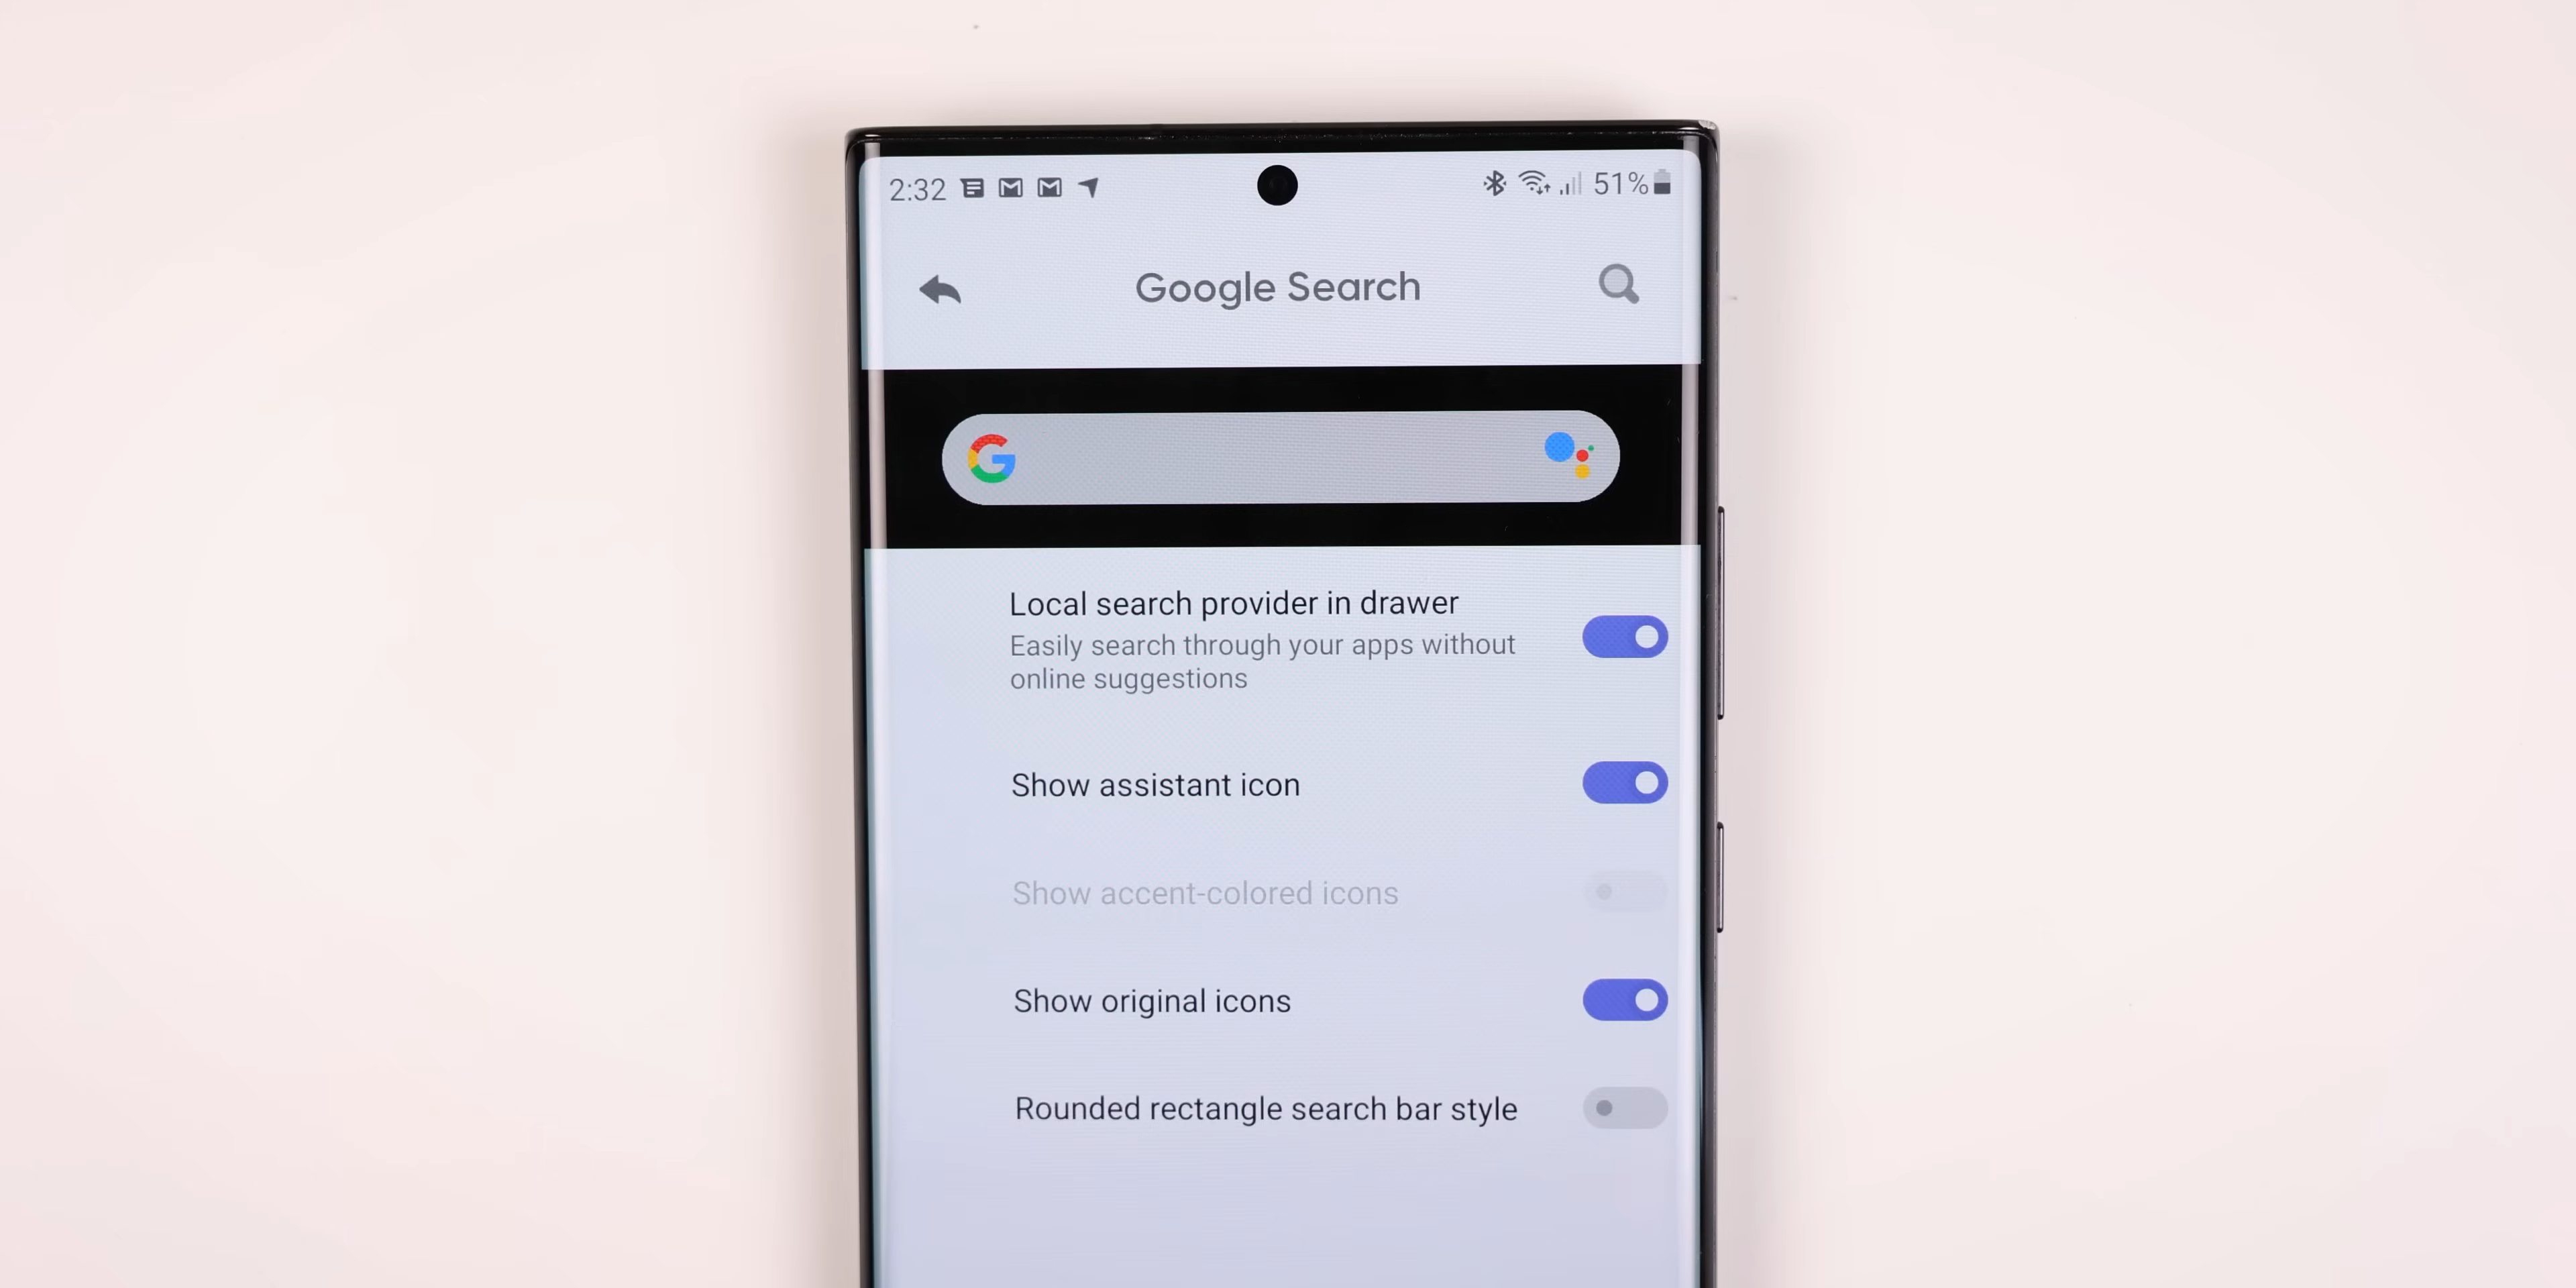 2:32 51%
Google Search
Local search provider in drawer
Easily search through your apps without
online suggestions
Show assistant icon
Show accent-colored icons
Show original icons
Rounded rectangle search bar style